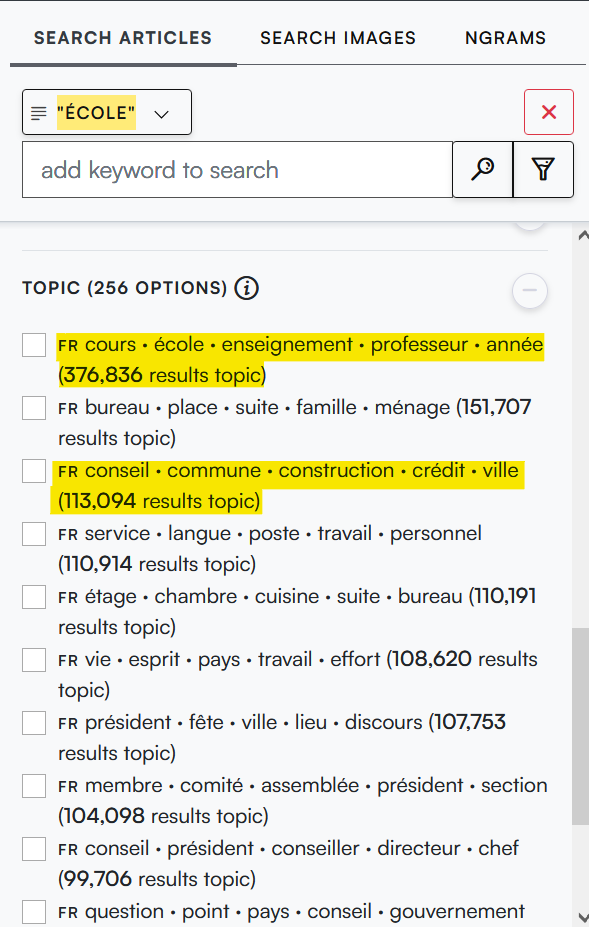 SEARCH ARTICLES SEARCH IMAGES NGRAMS
"ÉCOLE"
add keyword to search
TOPIC (256 OPTIONS)
FR cours · école · enseignement · professeur · année
(376,836 results topic)
FR bureau · place · suite · famille · ménage (151,707
results topic)
FR conseil · commune · construction · crédit · ville
(113,094 results topic)
FR service · langue · poste · travail · personnel
(110,914 results topic)
FR étage · chambre · cuisine · suite · bureau (110,191
results topic)
FR vie · esprit · pays · travail · effort (108,620 results
topic)
FR président · fête · ville · lieu · discours (107,753
results topic)
FR membre · comité · assemblée · président · section
(104,098 results topic)
FR conseil · président · conseiller · directeur · chef
(99,706 results topic)
FR question · point · pays · conseil · gouvernement